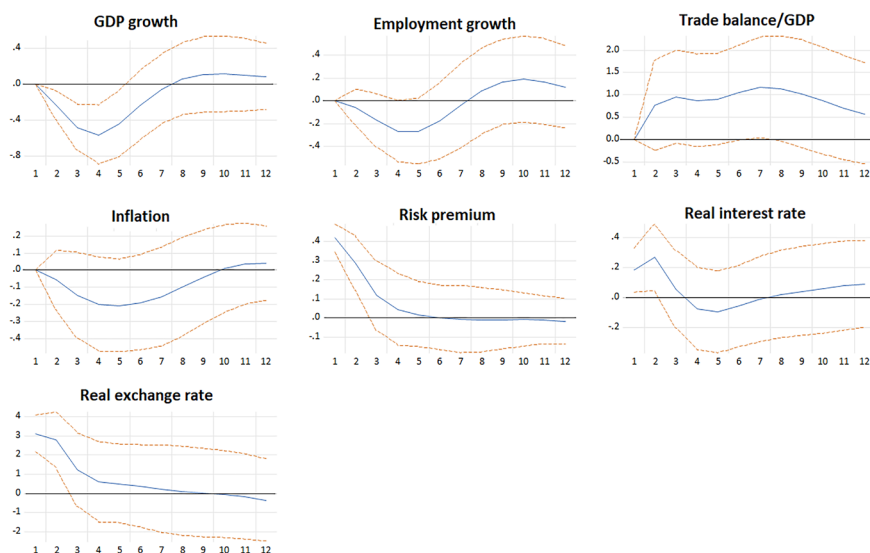 GDP growth
.4
.0
-.4
-.8
1 2 3 4 5 6 7 8 9 10 11 12
Employment growth
.4
.2
.0
-.2
-.4
1 2 3 4 5 6 7 8 9 10 11 12
Trade balance/GDP
2.0
1.5
1.0
0.5
0.0
-0.5
1 2 3 4 5 6 7 8 9 10 11 12
Inflation
.2
.1
.0
-.1
-.2
-.3
-.4
1 2 3 4 5 6 7 8 9 10 11 12
Risk premium
.4
.3
.2
.1
.0
-.1
1 2 3 4 5 6 7 8 9 10 11 12
Real interest rate
.4
.2
.0
-.2
1 2 3 4 5 6 7 8 9 10 11 12
Real exchange rate
4
3
2
1
0
-1
-2
1 2 3 4 5 6 7 8 9 10 11 12